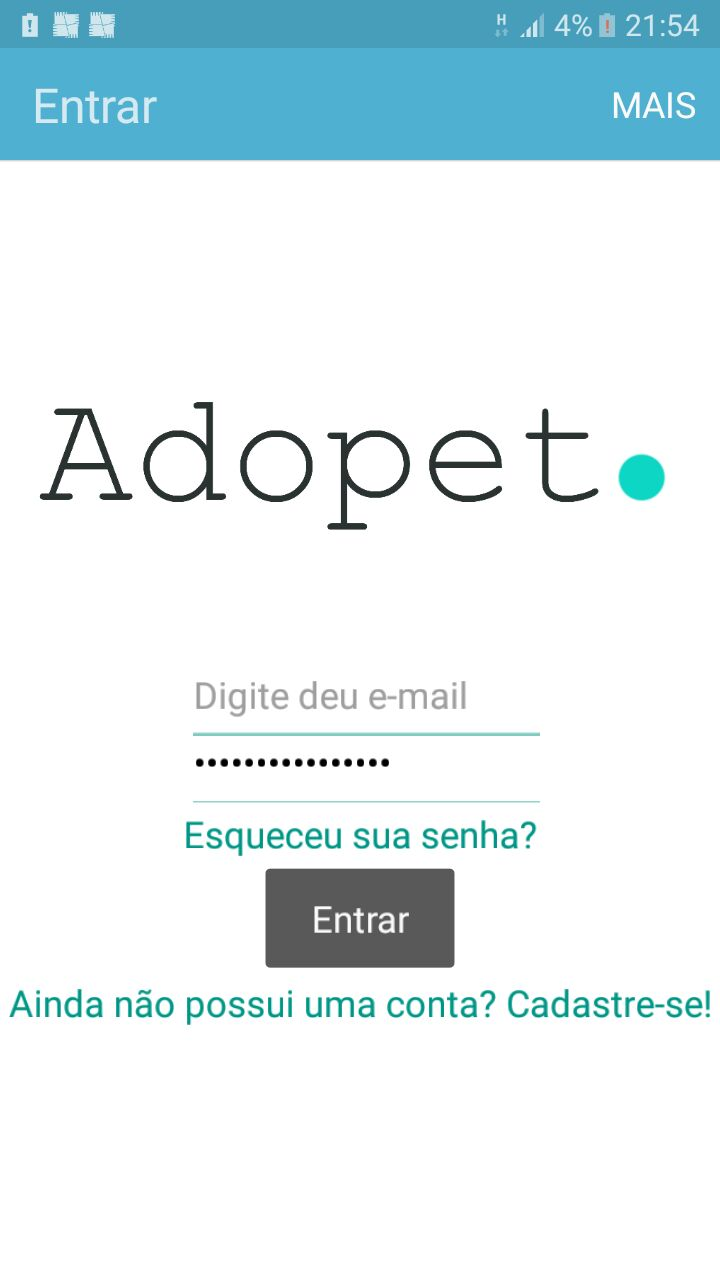 H 4% 21:54
Entrar MAIS
Adopet.
Digite deu e-mail
••••••••••••••••
Esqueceu sua senha?
Entrar
Ainda não possui uma conta? Cadastre-se!